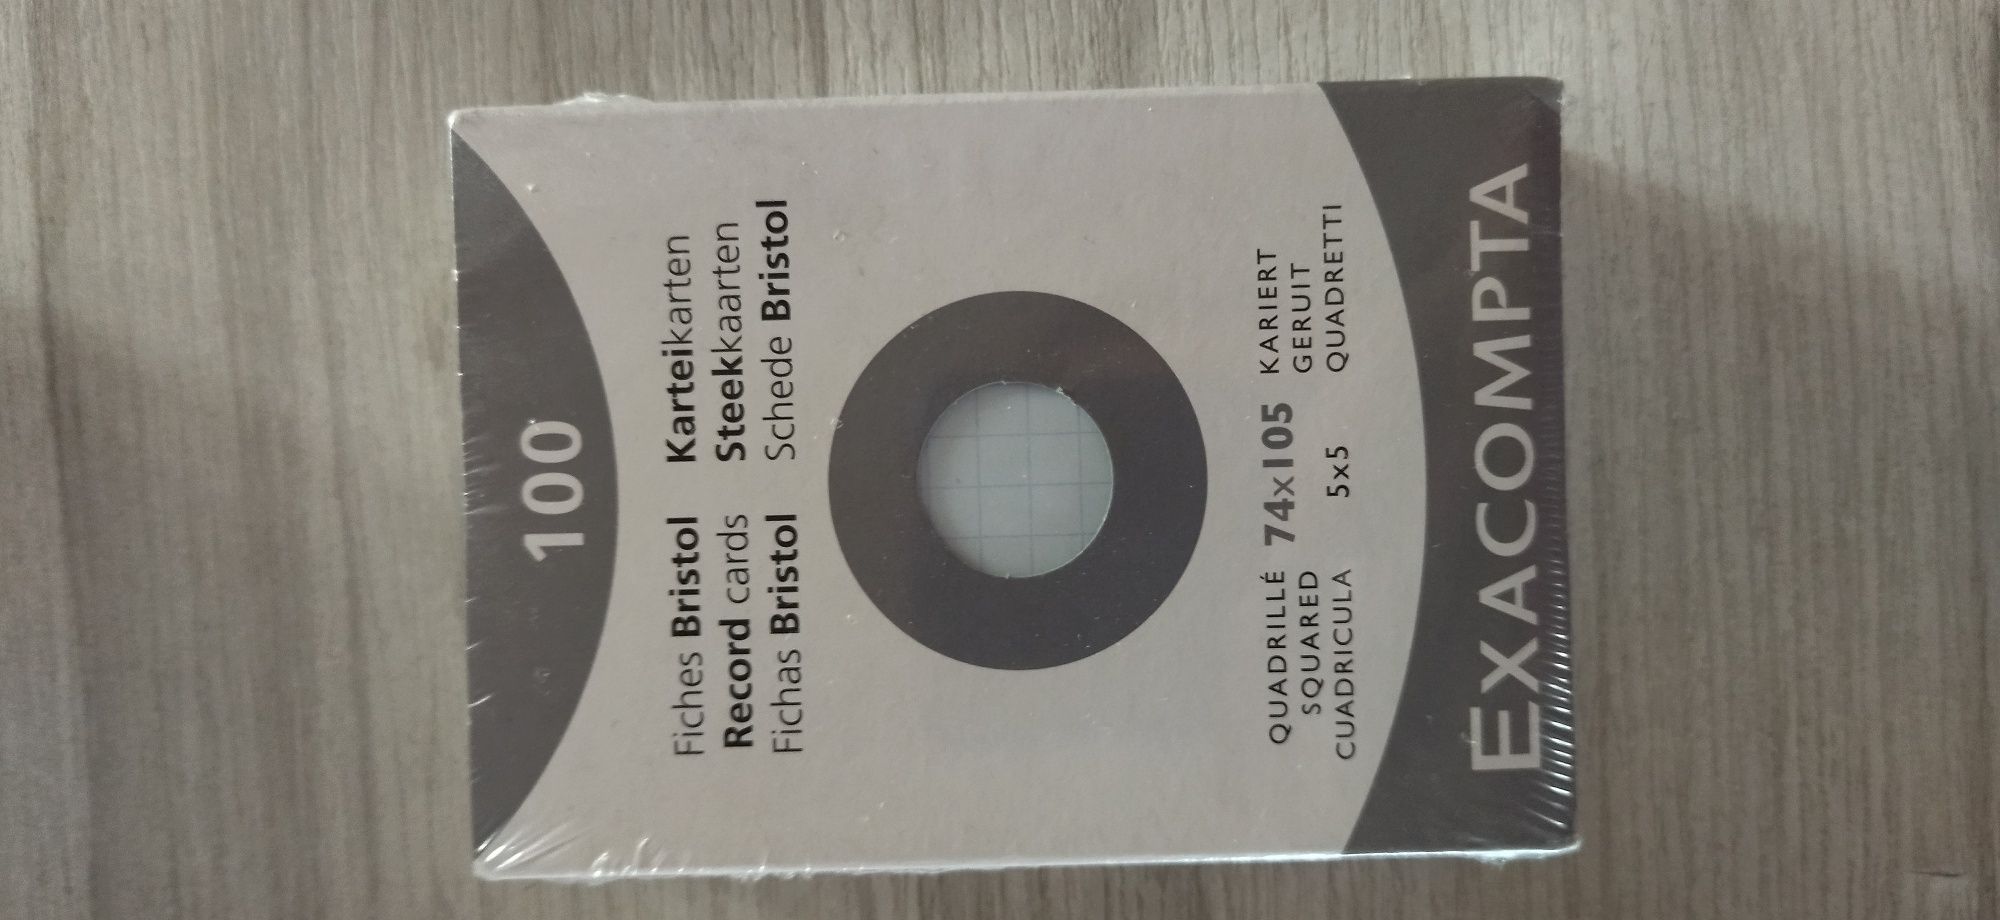 100
Fiches Bristol Karteikarten
Record cards Steekkaarten
Fichas Bristol Schede Bristol
QUADRILLÉ 74x105 KARIERT
SQUARED GERUIT
CUADRICULA 5x5 QUADRETTI
EXACOMPTA